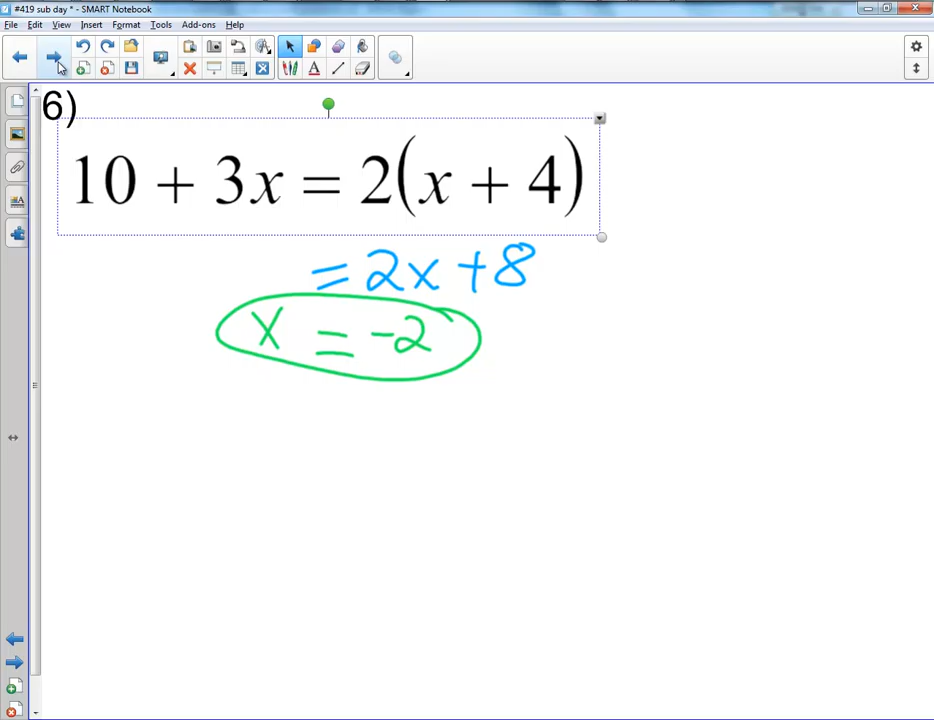 #419 sub day * - SMART Notebook
File Edit View Insert Format Tools Add-ons Help
6)
10 + 3x = 2(x + 4)
= 2x + 8
x = -2